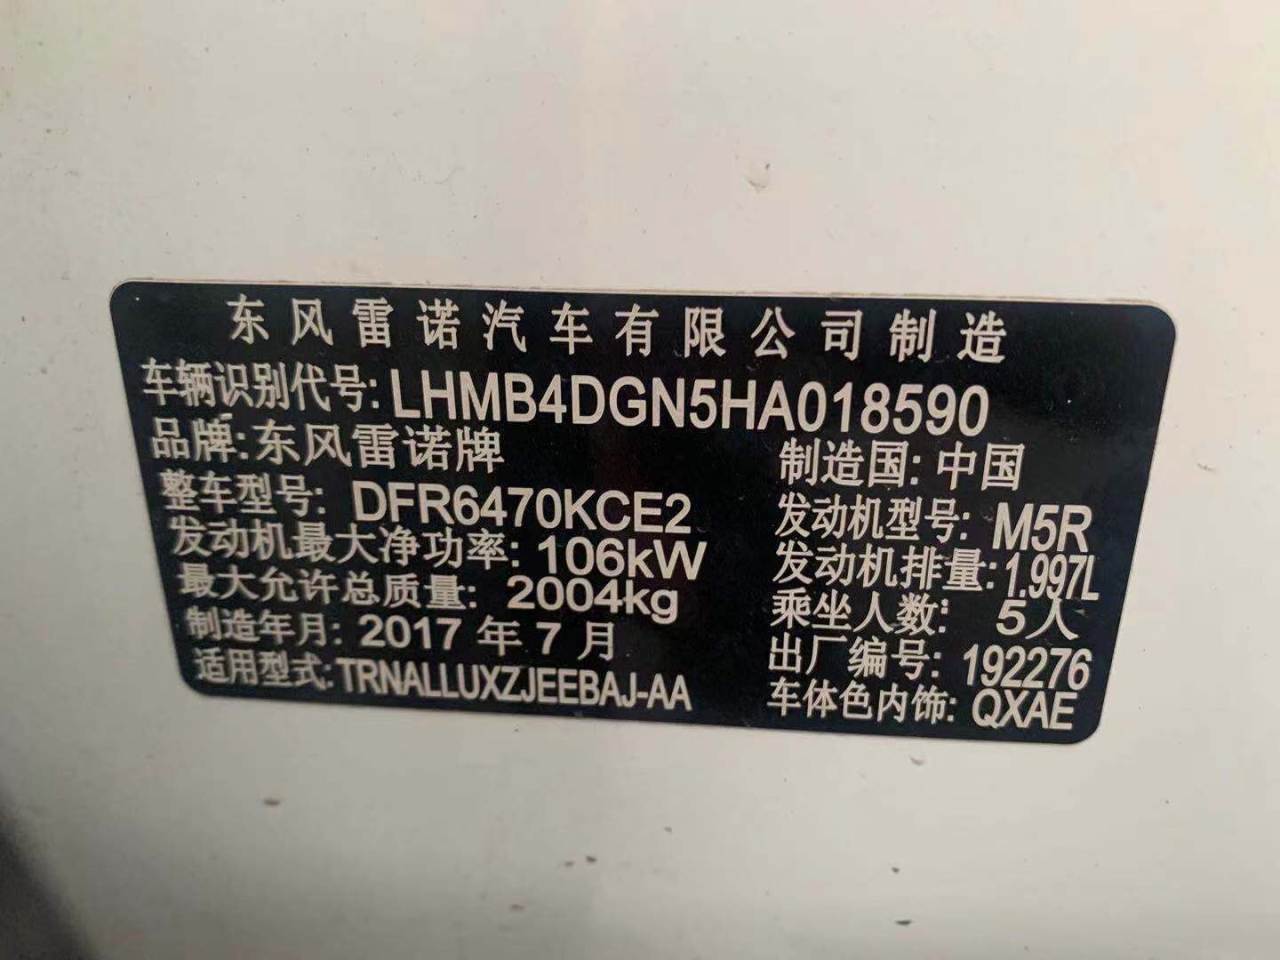 东风雷诺汽车有限公司制造
车辆识别代号: LHMB4DGN5HA018590
品牌: 东风雷诺牌 制造国: 中国
整车型号: DFR6470KCE2 发动机型号: M5R
发动机最大净功率: 106kW 发动机排量: 1.997L
最大允许总质量: 2004kg 乘坐人数: 5人
制造年月: 2017年7月 出厂编号: 192276
适用型式: TRNALLUXZJEEBAJ-AA 车体色内饰: QXAE